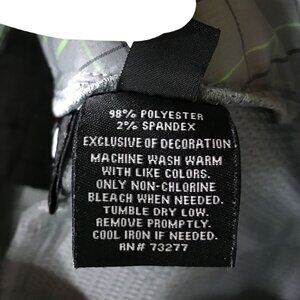 98% POLYESTER
2% SPANDEX
EXCLUSIVE OF DECORATION
MACHINE WASH WARM
WITH LIKE COLORS.
ONLY NON-CHLORINE
BLEACH WHEN NEEDED.
TUMBLE DRY LOW.
REMOVE PROMPTLY.
COOL IRON IF NEEDED.
RN# 73277